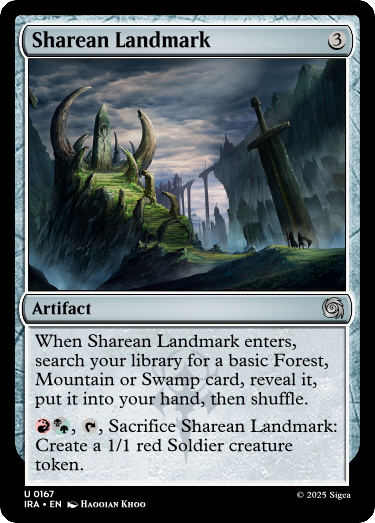 Sharean Landmark 3
Artifact
When Sharean Landmark enters,
search your library for a basic Forest,
Mountain or Swamp card, reveal it,
put it into your hand, then shuffle.
, , Sacrifice Sharean Landmark:
Create a 1/1 red Soldier creature
token.
U 0167
IRA • EN Haoqian Khoo
© 2025 Sigea